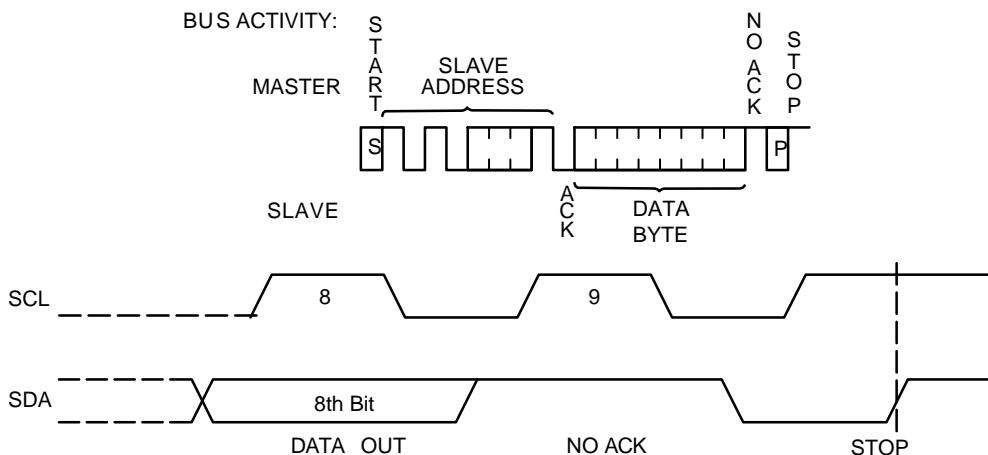 BUS ACTIVITY:
MASTER
START
SLAVE
ADDRESS
NO ACK
STOP
S
P
SLAVE
ACK
DATA
BYTE
SCL
8
9
SDA
8th Bit
DATA OUT
NO ACK
STOP